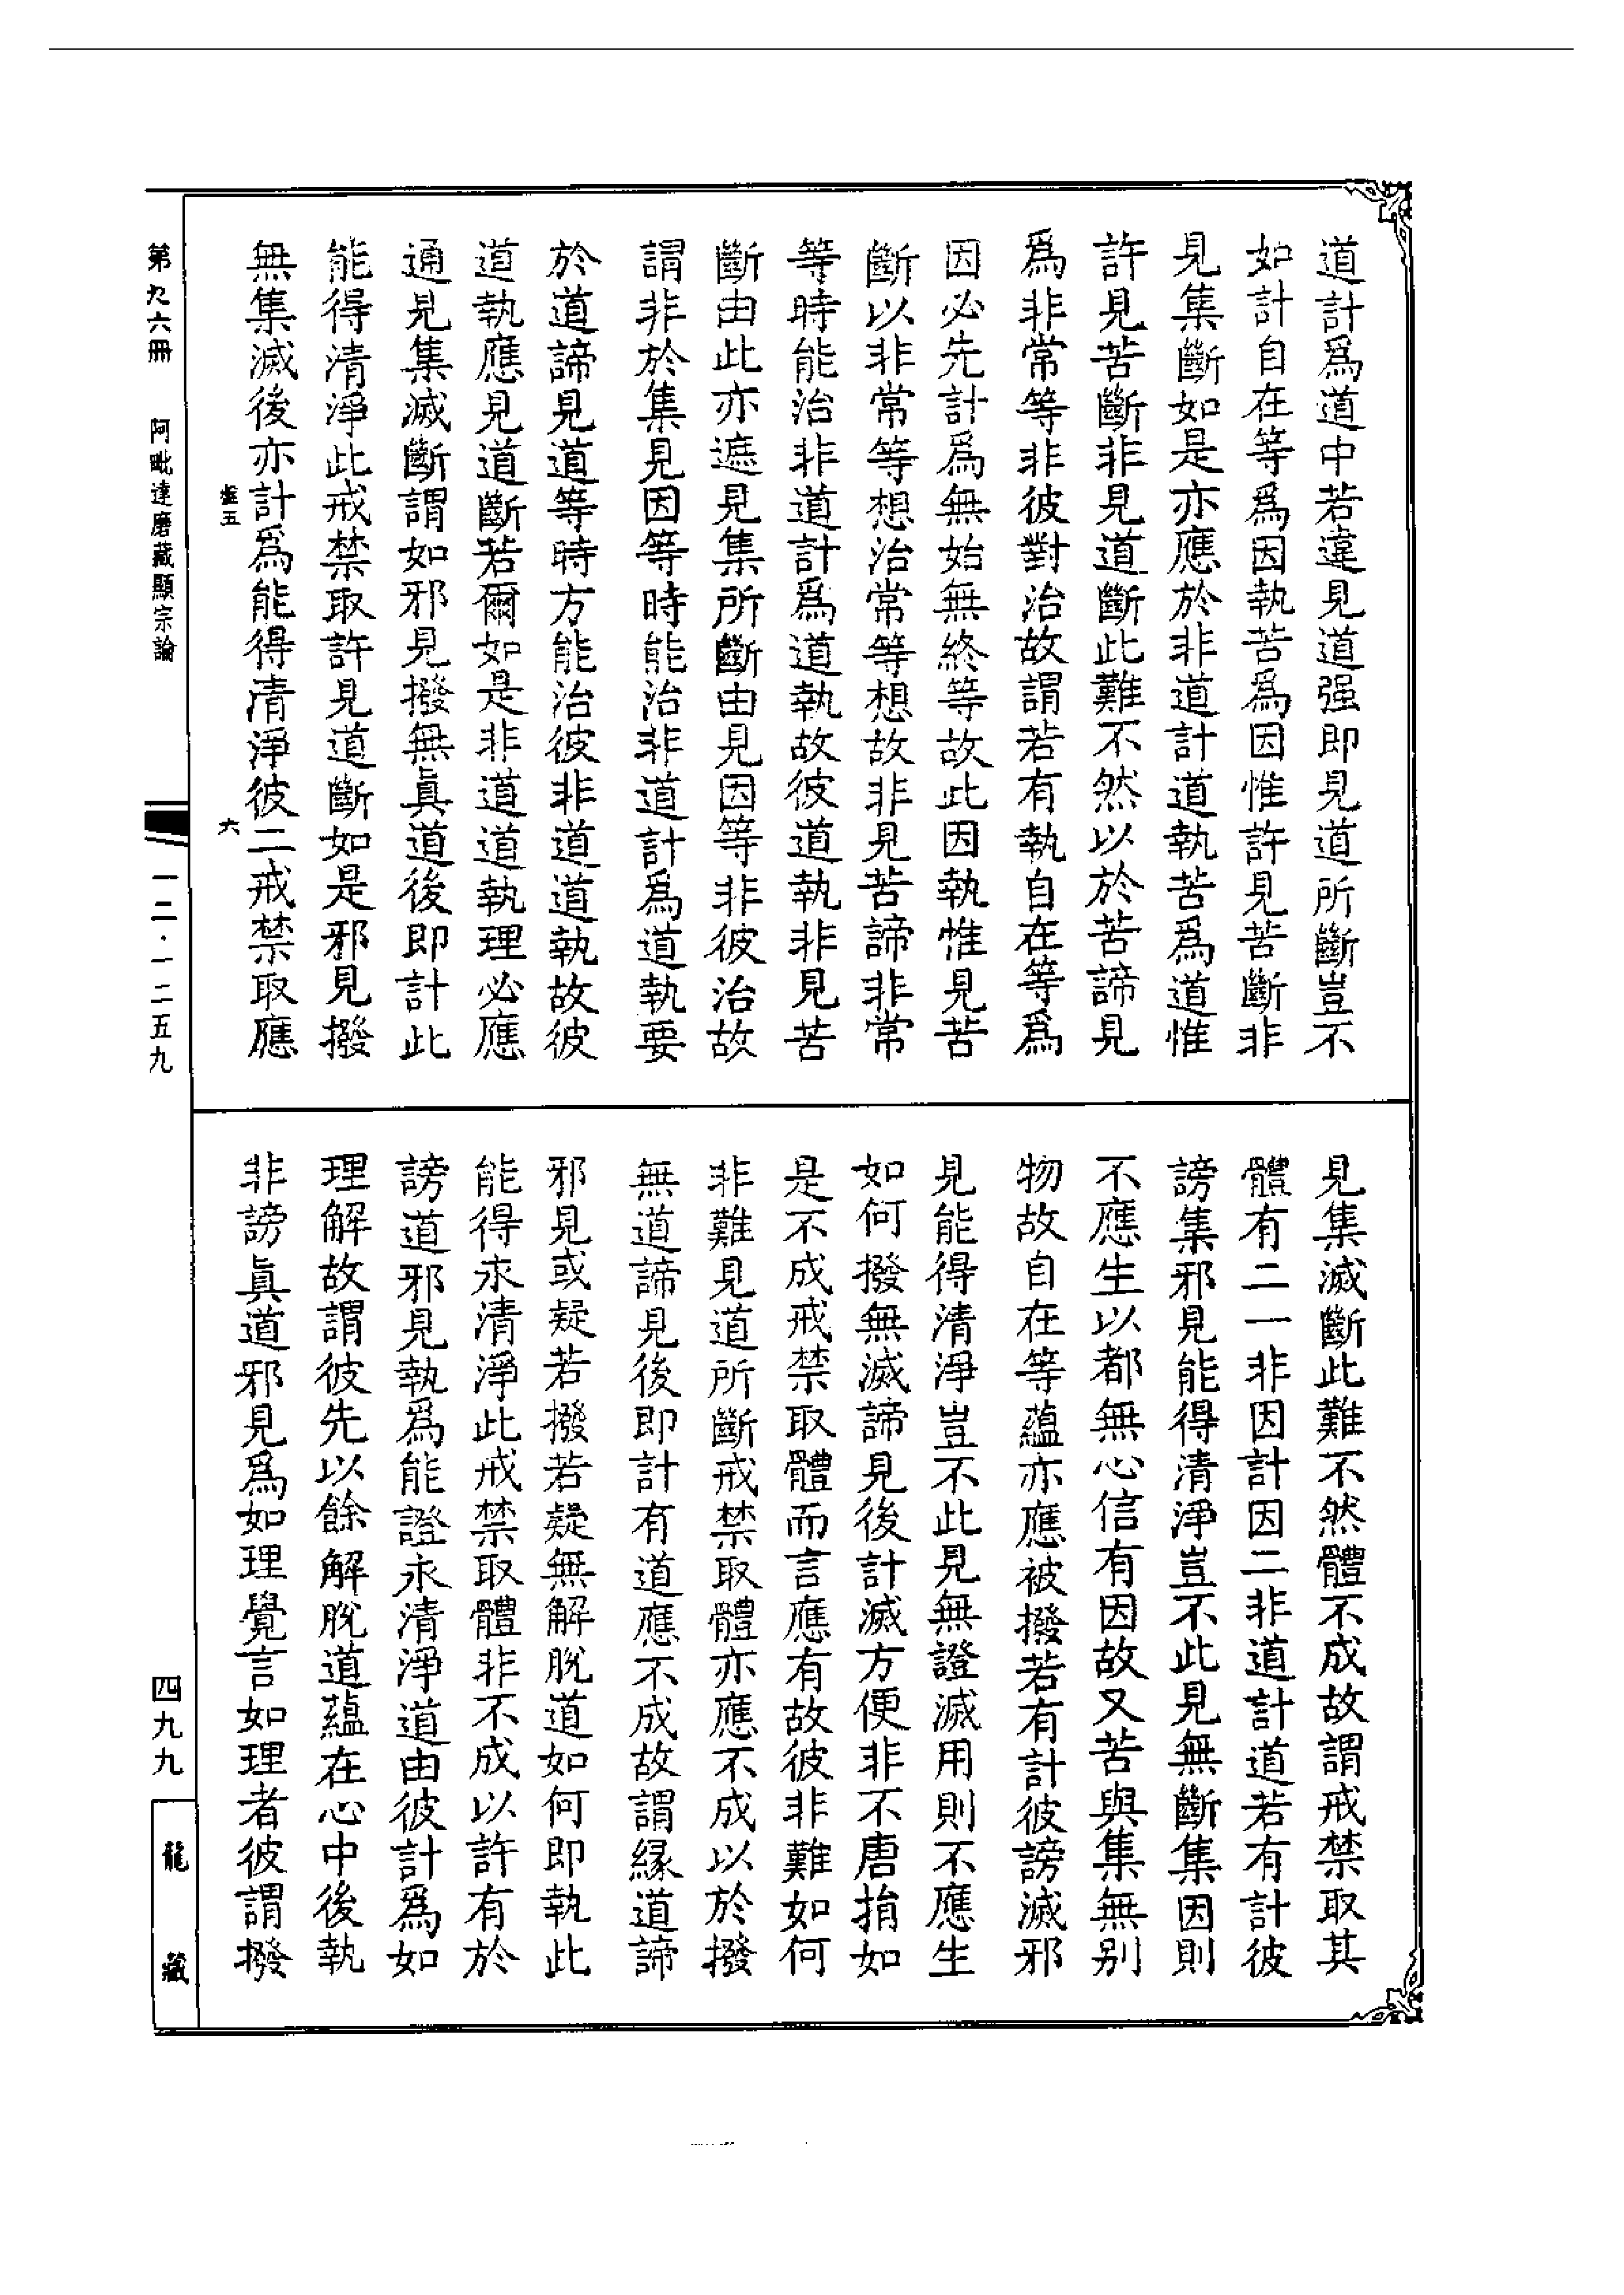 道計爲道中若違見道强即見道所斷豈不
如計自在等爲因執苦爲因惟許見苦斷非
見集斷如是亦應於非道計道執苦爲道惟
許見苦斷非見道斷此難不然以於苦諦見
爲非常等非彼對治故謂若有執自在等爲
因必先計爲無始無終等故此因執惟見苦
斷以非常等想治常等想故非見苦諦非常
等時能治非道計爲道執故彼道執非見苦
斷由此亦遮見集所斷由見因等非彼治故
謂非於集見因等時能治非道計爲道執要
於道諦見道等時方能治彼非道道執故彼
道執應見道斷若爾如是非道道執理必應
通見集滅斷謂如邪見撥無眞道後即計此
能得清淨此戒禁取許見道斷如是邪見撥
無集滅後亦計爲能得清淨彼二戒禁取應
見集滅斷此難不然體不成故謂戒禁取其
體有二一非因計因二非道計道若有計彼
謗集邪見能得清淨豈不此見無斷集因則
不應生以都無心信有因故又苦與集無别
物故自在等蘊亦應被撥若有計彼謗滅邪
見能得清淨豈不此見無證滅用則不應生
如何撥無滅諦見後計滅方便非不唐捐如
是不成戒禁取體而言應有故彼非難如何
非難見道所斷戒禁取體亦應不成以於撥
無道諦見後即計有道應不成故謂緣道諦
邪見或疑若撥若疑無解脫道如何即執此
能得永清淨此戒禁取體非不成以許有於
謗道邪見執爲能證永清淨道由彼計爲如
理解故謂彼先以餘解脫道蘊在心中後執
非謗眞道邪見爲如理覺言如理者彼謂撥
第九六冊　阿毗達磨藏顯宗論
六
一二·一二五九
四九九
龍藏